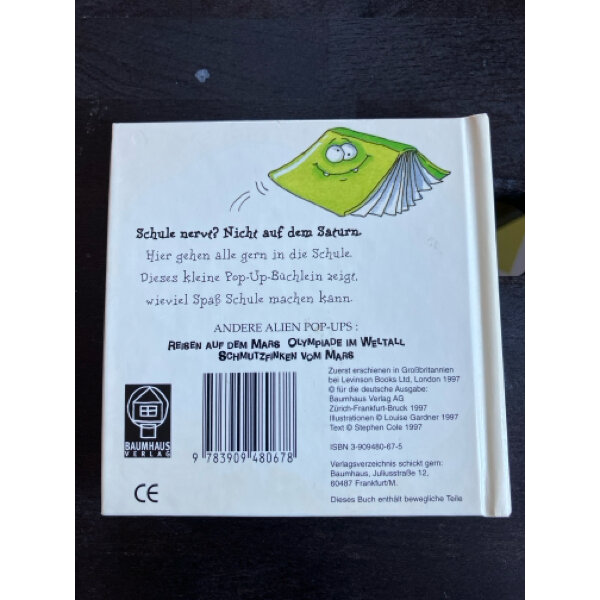 Schule nervt? Nicht auf dem Saturn.
Hier gehen alle gern in die Schule.
Dieses kleine Pop-Up-Büchlein zeigt,
wieviel Spaß Schule machen kann.
ANDERE ALIEN POP-UPS :
REISEN AUF DEM MARS OLYMPIADE IM WELTALL
SCHMUTZFINKEN VOM MARS
Zuerst erschienen in Großbritannien
bei Levinson Books Ltd, London 1997
© für die deutsche Ausgabe:
Baumhaus Verlag AG
Zürich-Frankfurt-Bruck 1997
Illustrationen © Louise Gardner 1997
Text © Stephen Cole 1997
ISBN 3-909480-67-5
Verlagsverzeichnis schickt gern:
Baumhaus, Juliusstraße 12,
60487 Frankfurt/M.
Dieses Buch enthält bewegliche Teile
BAUMHAUS
VERLAG
9 783909 480678
CE